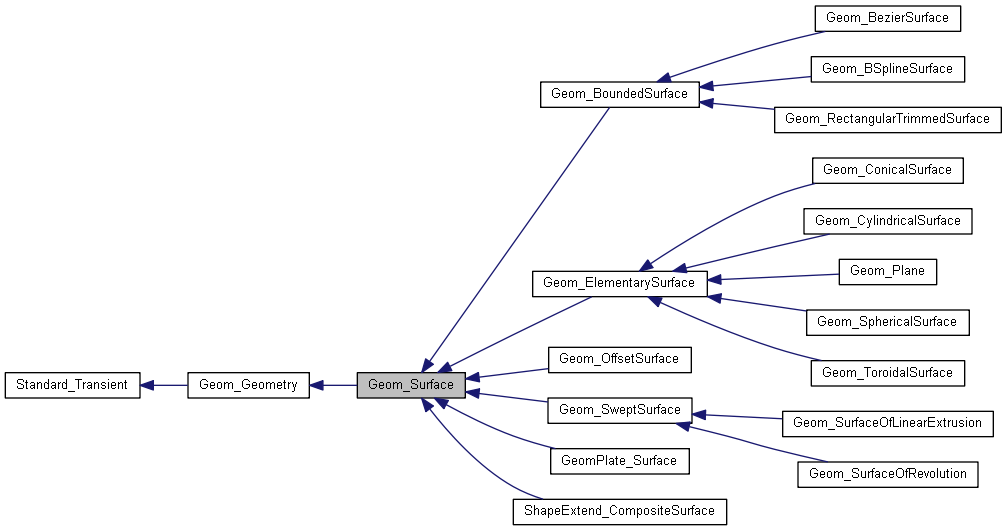 Geom_BezierSurface
Geom_BSplineSurface
Geom_BoundedSurface
Geom_RectangularTrimmedSurface
Geom_ConicalSurface
Geom_CylindricalSurface
Geom_Plane
Geom_ElementarySurface
Geom_SphericalSurface
Geom_OffsetSurface
Geom_ToroidalSurface
Standard_Transient
Geom_Geometry
Geom_Surface
Geom_SweptSurface
Geom_SurfaceOfLinearExtrusion
GeomPlate_Surface
Geom_SurfaceOfRevolution
ShapeExtend_CompositeSurface